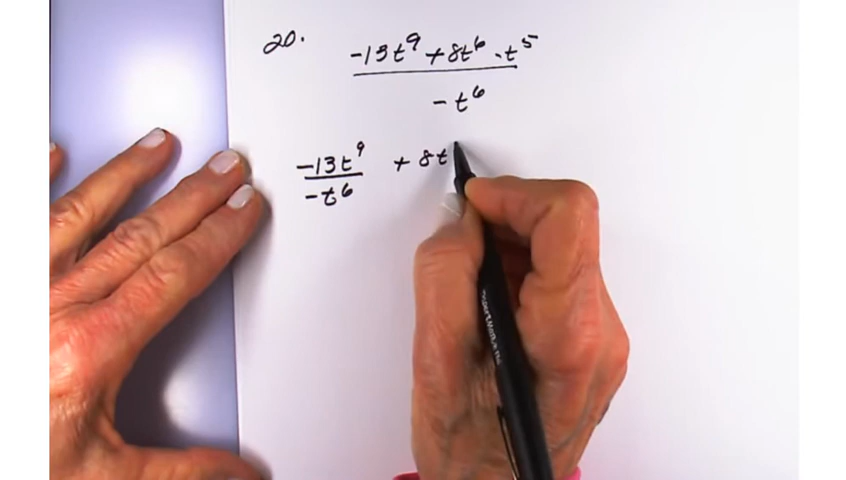 20.
-13t⁹ + 8t⁶ - t⁵
- t⁶
-13t⁹ + 8t
-t⁶